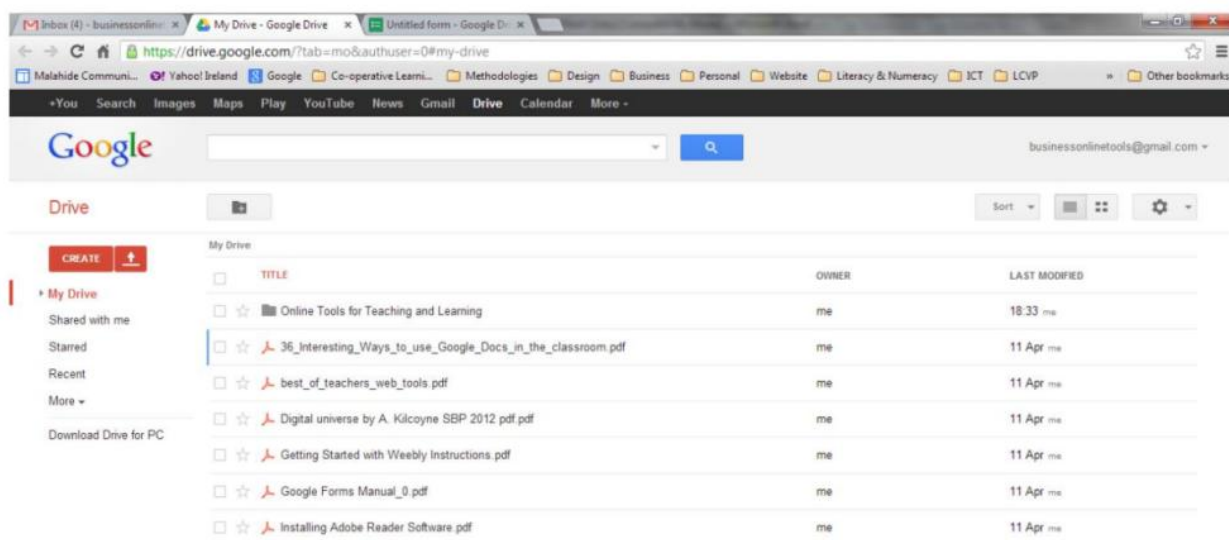 Inbox (4) - businessonline: × My Drive - Google Drive × Untitled form - Google Dr ×
https://drive.google.com/?tab=mo&authuser=0#my-drive
Malahide Communi... Yahoo! Ireland Google Co-operative Learni... Methodologies Design Business Personal Website Literacy & Numeracy ICT LCVP » Other bookmarks
+You Search Images Maps Play YouTube News Gmail Drive Calendar More
Google businessonlinetools@gmail.com
Drive Sort
CREATE
My Drive
Shared with me
Starred
Recent
More
Download Drive for PC
My Drive
TITLE OWNER LAST MODIFIED
Online Tools for Teaching and Learning me 18:33 me
36_Interesting_Ways_to_use_Google_Docs_in_the_classroom.pdf me 11 Apr me
best_of_teachers_web_tools.pdf me 11 Apr me
Digital universe by A. Kilcoyne SBP 2012 pdf.pdf me 11 Apr me
Getting Started with Weebly Instructions.pdf me 11 Apr me
Google Forms Manual_0.pdf me 11 Apr me
Installing Adobe Reader Software.pdf me 11 Apr me